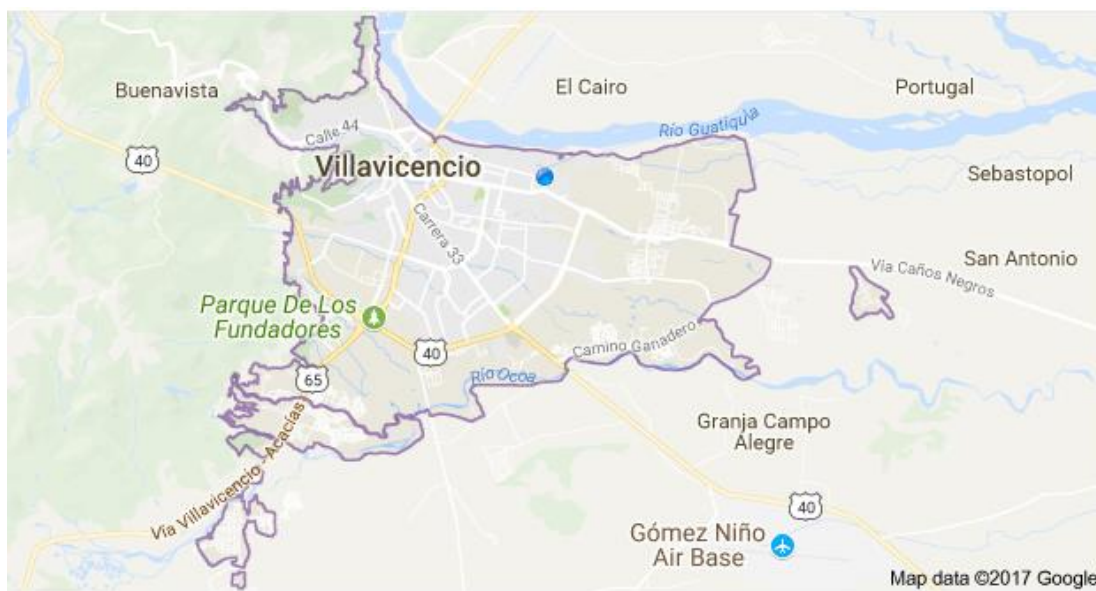 Buenavista
El Cairo
Portugal
Río Guatiquía
Calle 44
40
Villavicencio
Sebastopol
Carrera 33
San Antonio
Vía Caños Negros
Parque De Los
Fundadores
40
Camino Ganadero
65
Río Ocoa
Granja Campo
Alegre
Vía Villavicencio - Acacías
40
Gómez Niño
Air Base
Map data ©2017 Google